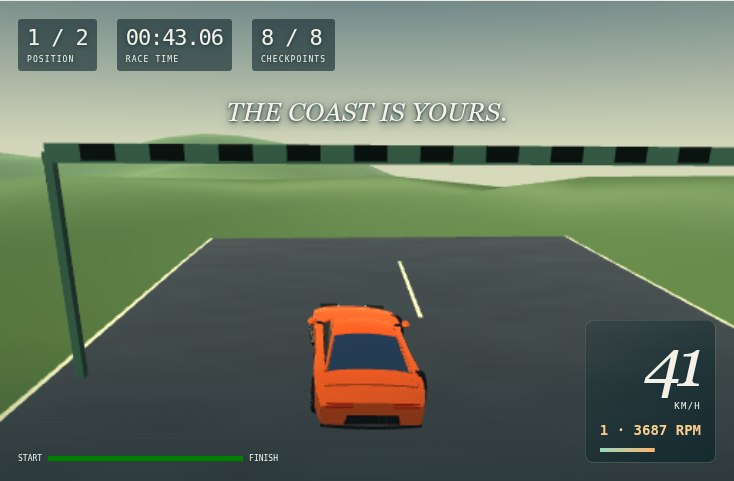 1 / 2
POSITION
00:43.06
RACE TIME
8 / 8
CHECKPOINTS
THE COAST IS YOURS.
41
KM/H
1 · 3687 RPM
START
FINISH